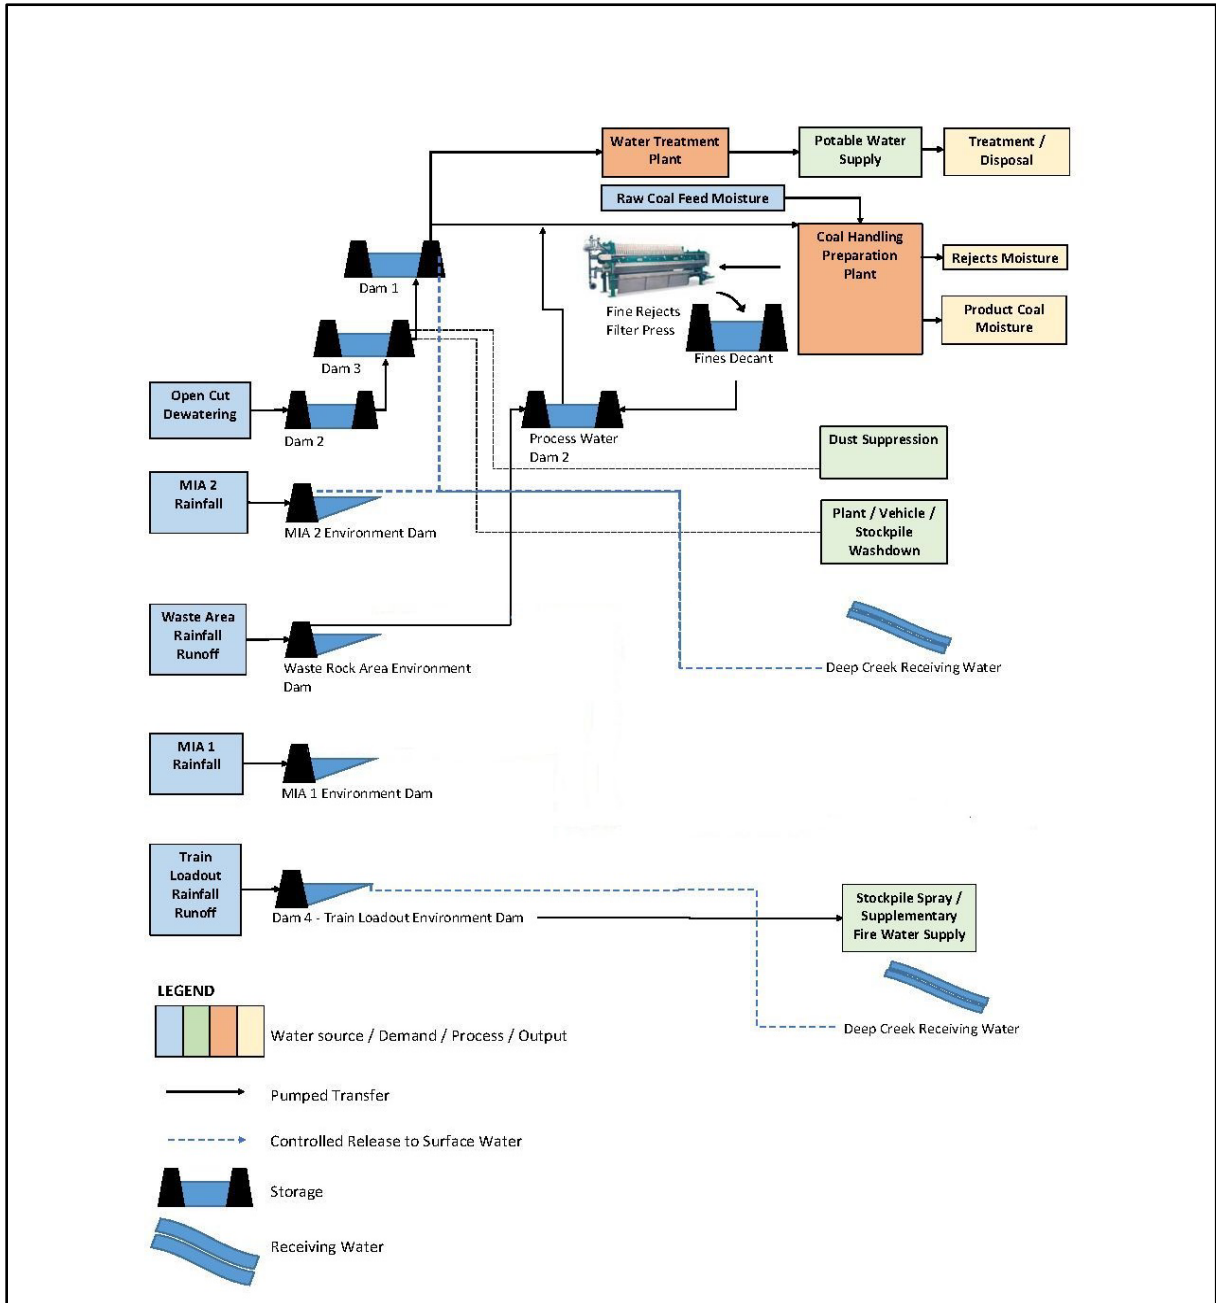 Water Treatment
Plant
Potable Water
Supply
Treatment /
Disposal
Raw Coal Feed Moisture
Coal Handling
Preparation
Plant
Rejects Moisture
Product Coal
Moisture
Dam 1
Fine Rejects
Filter Press
Fines Decant
Dam 3
Open Cut
Dewatering
Dam 2
Process Water
Dam 2
Dust Suppression
MIA 2
Rainfall
MIA 2 Environment Dam
Plant / Vehicle /
Stockpile
Washdown
Waste Area
Rainfall
Runoff
Waste Rock Area Environment
Dam
Deep Creek Receiving Water
MIA 1
Rainfall
MIA 1 Environment Dam
Train
Loadout
Rainfall
Runoff
Dam 4 - Train Loadout Environment Dam
Stockpile Spray /
Supplementary
Fire Water Supply
Deep Creek Receiving Water
LEGEND
Water source / Demand / Process / Output
Pumped Transfer
Controlled Release to Surface Water
Storage
Receiving Water